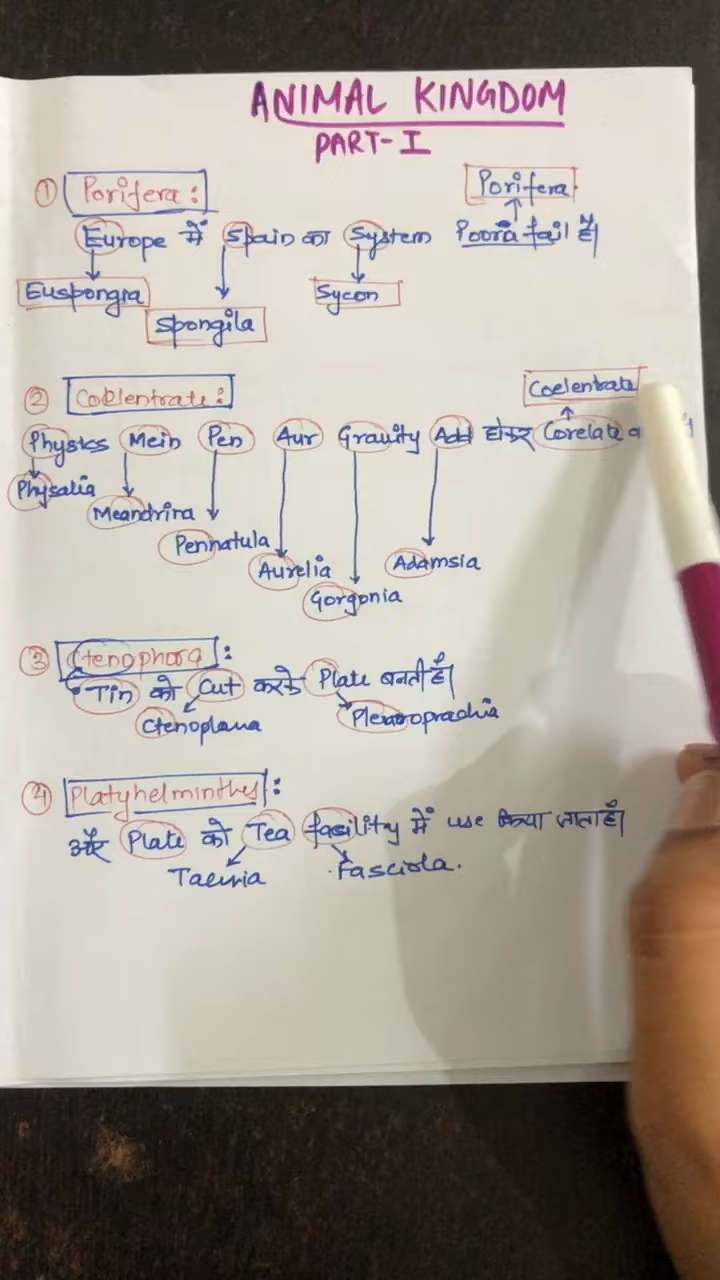 ANIMAL KINGDOM
PART-I
① Porifera:
Porifera.
Europe में Spain का System Poora fail है।
Euspongia
Sycon
Spongila
② Coelentrate:
Coelentrate
Physics Mein Pen Aur Gravity Add होकर Corelate
Physalia
Meandrira
Pennatula
Aurelia
Adamsia
Gorgonia
③ Ctenophora:
Tin को Cut करके Plate बनती है।
Ctenoplana
Pleuroprachia
④ Platyhelminthes:
और Plate को Tea facility में use किया जाता है।
Taenia
Fasciola.